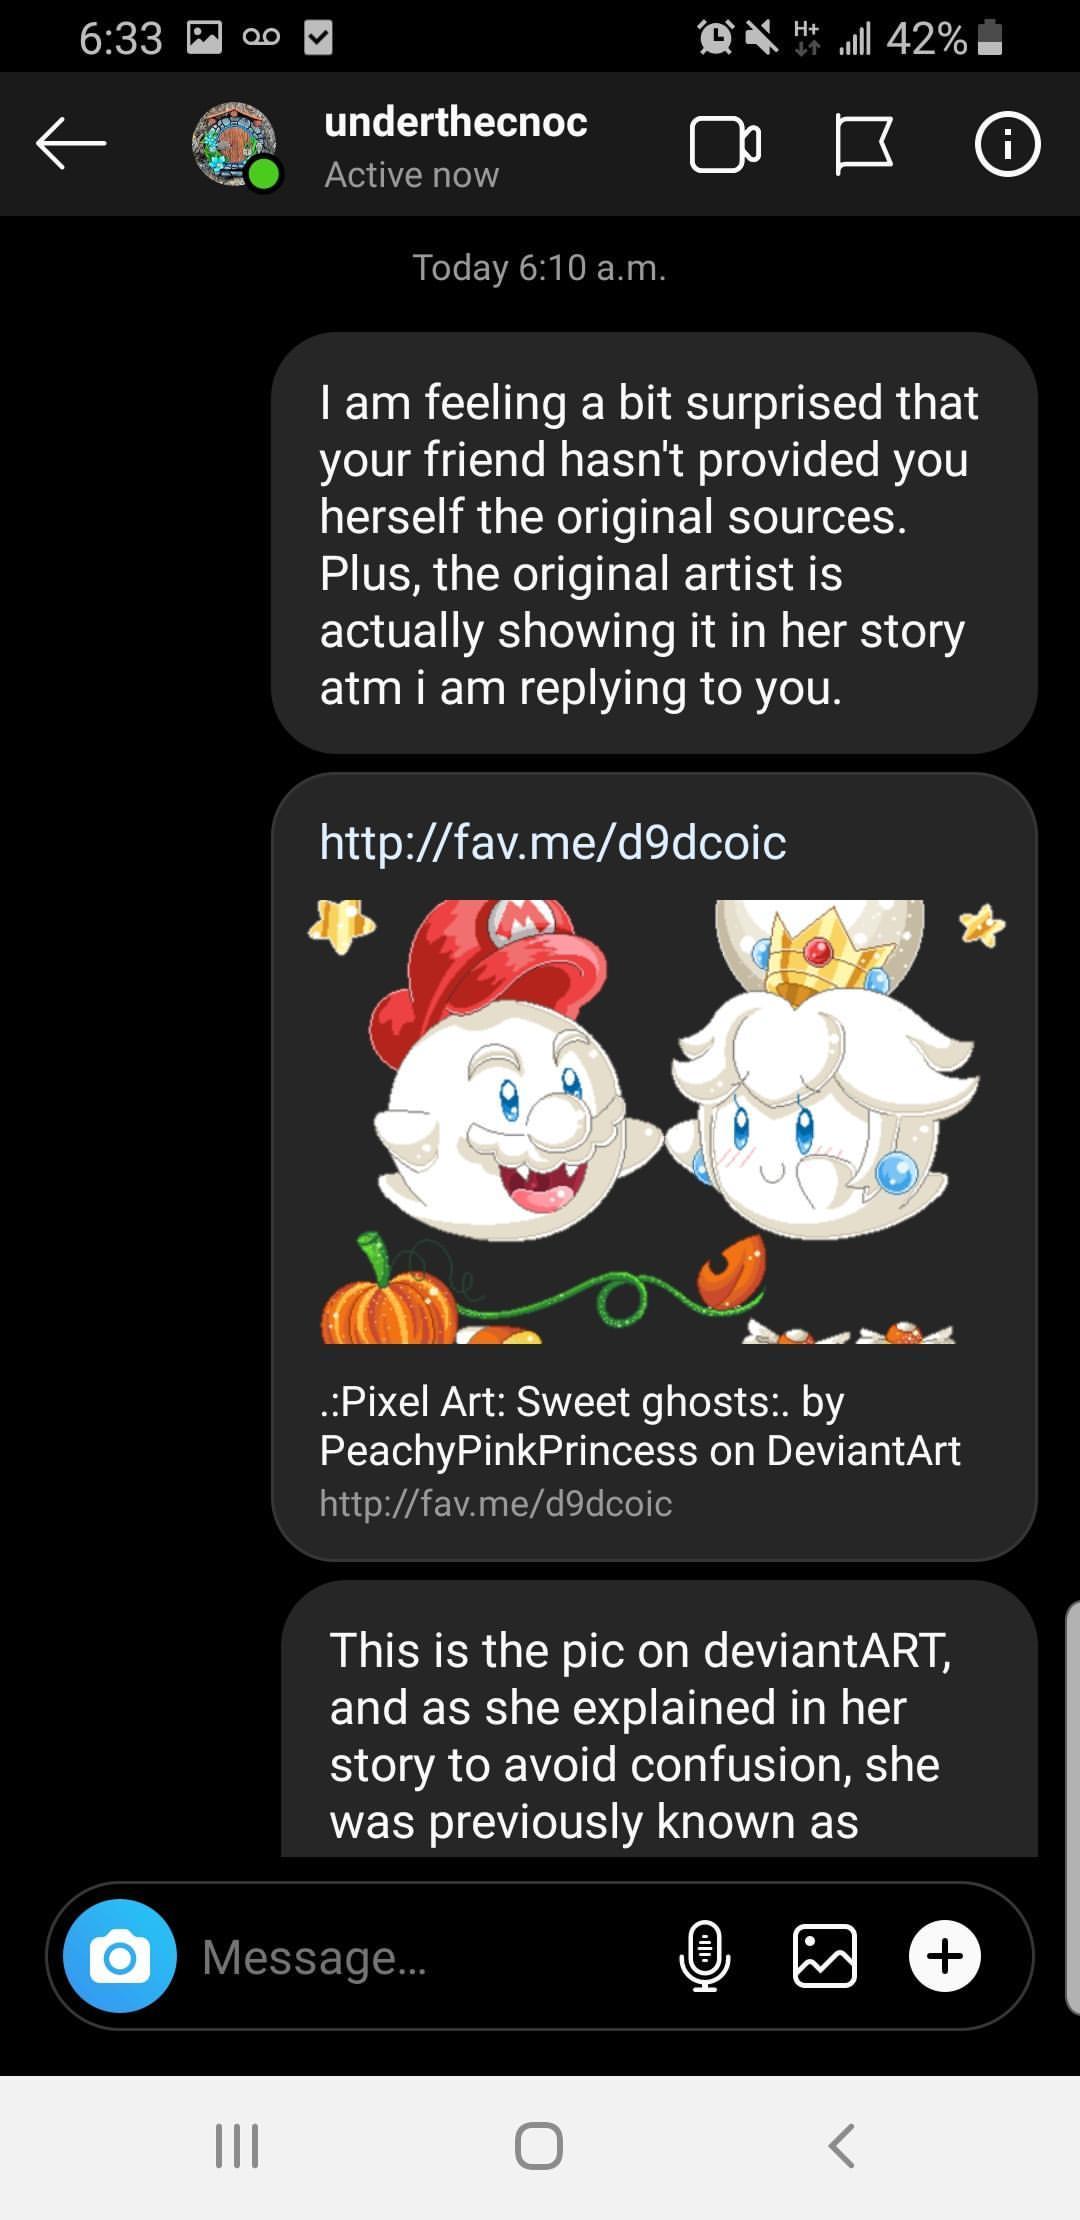 6:33
H+
42%
underthecnoc
Active now
Today 6:10 a.m.
I am feeling a bit surprised that
your friend hasn't provided you
herself the original sources.
Plus, the original artist is
actually showing it in her story
atm i am replying to you.
http://fav.me/d9dcoic
M
.:Pixel Art: Sweet ghosts:. by
PeachyPinkPrincess on DeviantArt
http://fav.me/d9dcoic
This is the pic on deviantART,
and as she explained in her
story to avoid confusion, she
was previously known as
Message...